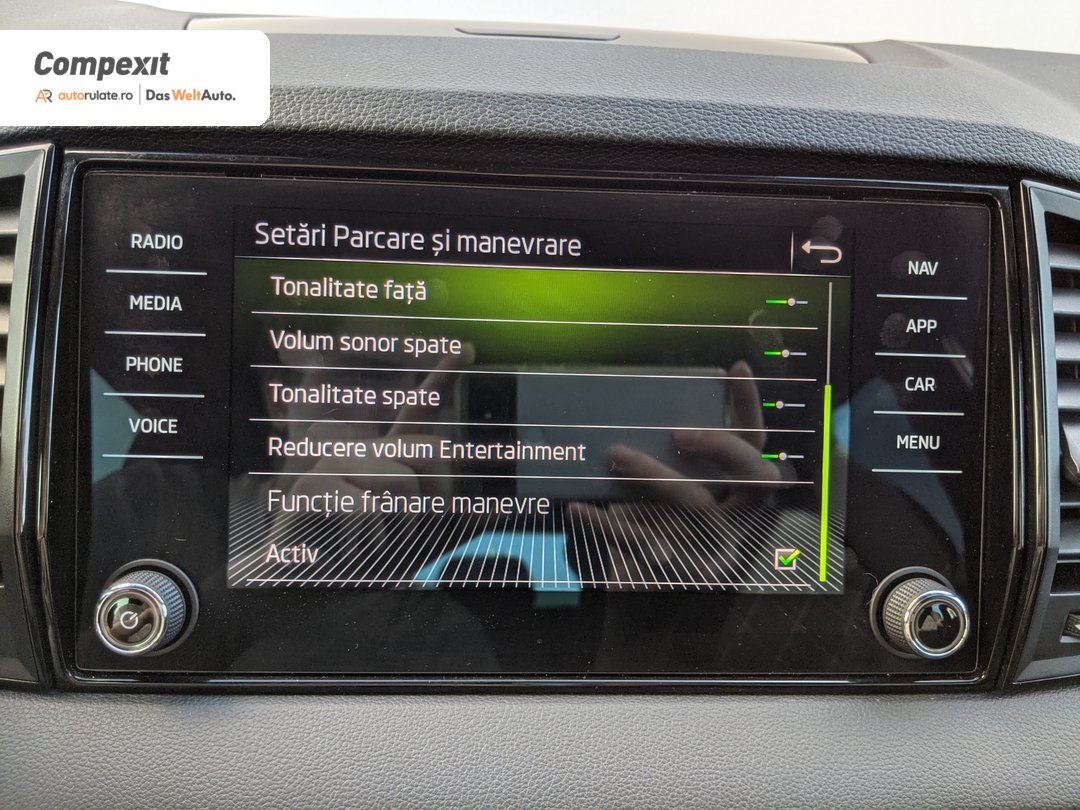 Compexit
AR autorulate.ro | Das WeltAuto.
RADIO
MEDIA
PHONE
VOICE
Setări Parcare și manevrare
Tonalitate față
Volum sonor spate
Tonalitate spate
Reducere volum Entertainment
Funcție frânare manevre
Activ
NAV
APP
CAR
MENU